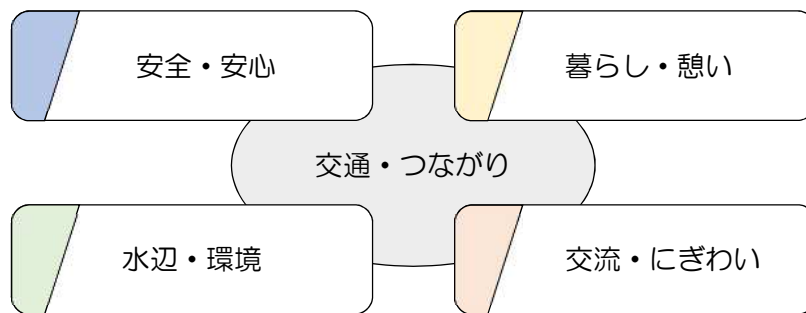 安全・安心
暮らし・憩い
交通・つながり
水辺・環境
交流・にぎわい